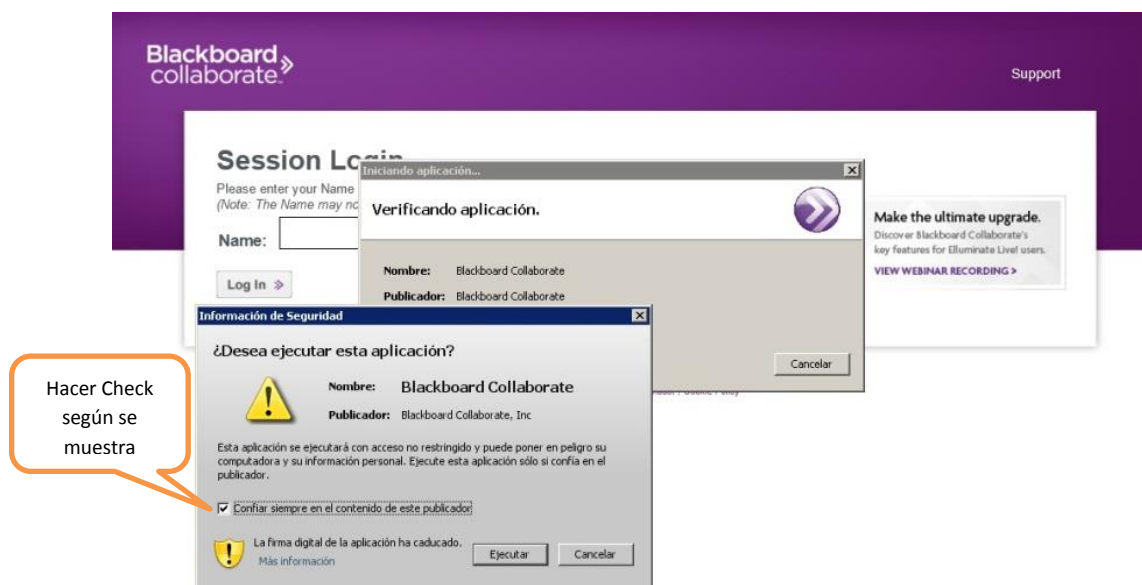 Blackboard
collaborate
Support
Session Login
Please enter your Name
(Note: The Name may no
Name:
Log In »
Iniciando aplicación...
Verificando aplicación.
Nombre: Blackboard Collaborate
Publicador: Blackboard Collaborate
Cancelar
Make the ultimate upgrade.
Discover Blackboard Collaborate's
key features for Elluminate Live! users.
VIEW WEBINAR RECORDING >
Información de Seguridad
¿Desea ejecutar esta aplicación?
Nombre: Blackboard Collaborate
Publicador: Blackboard Collaborate, Inc
Esta aplicación se ejecutará con acceso no restringido y puede poner en peligro su
computadora y su información personal. Ejecute esta aplicación sólo si confía en el
publicador.
Confiar siempre en el contenido de este publicador
La firma digital de la aplicación ha caducado.
Más información
Ejecutar
Cancelar
Hacer Check
según se
muestra